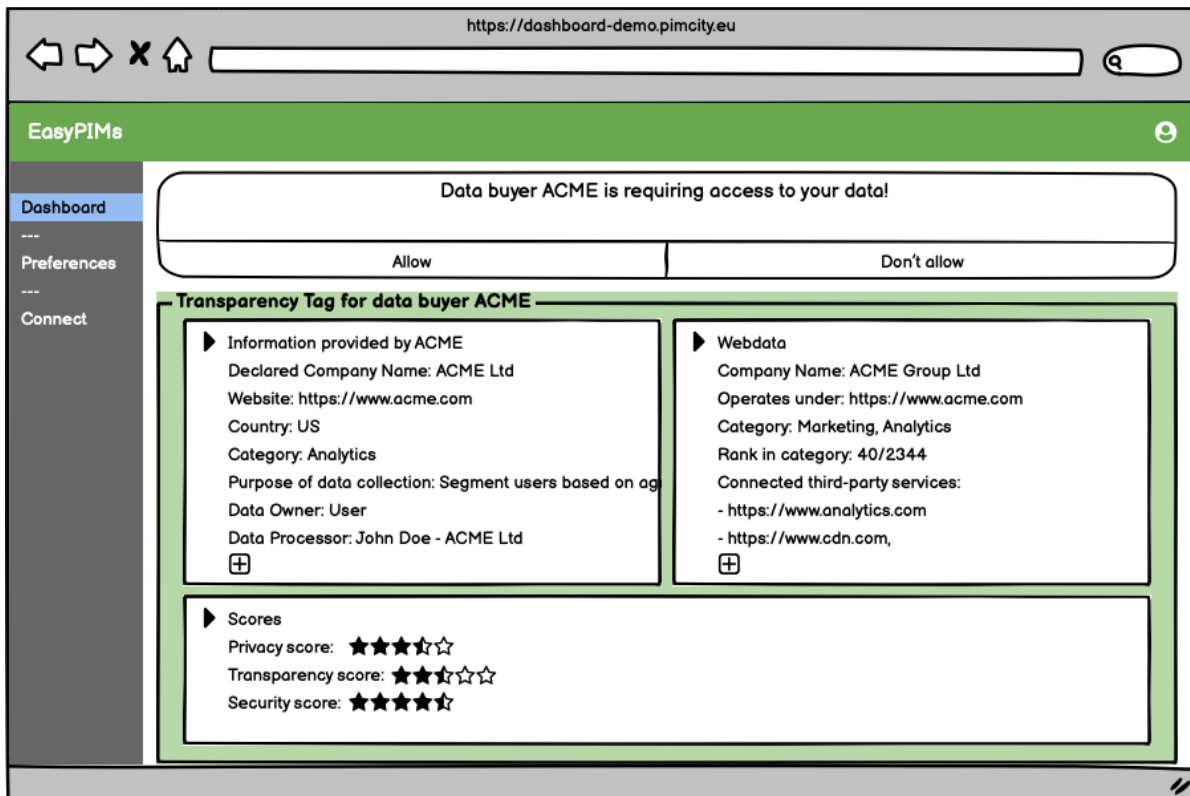 https://dashboard-demo.pimcity.eu
EasyPIMs
Dashboard
---
Preferences
---
Connect
Data buyer ACME is requiring access to your data!
Allow
Don't allow
Transparency Tag for data buyer ACME
Information provided by ACME
Declared Company Name: ACME Ltd
Website: https://www.acme.com
Country: US
Category: Analytics
Purpose of data collection: Segment users based on ag
Data Owner: User
Data Processor: John Doe - ACME Ltd
Webdata
Company Name: ACME Group Ltd
Operates under: https://www.acme.com
Category: Marketing, Analytics
Rank in category: 40/2344
Connected third-party services:
- https://www.analytics.com
- https://www.cdn.com,
Scores
Privacy score:
Transparency score:
Security score: